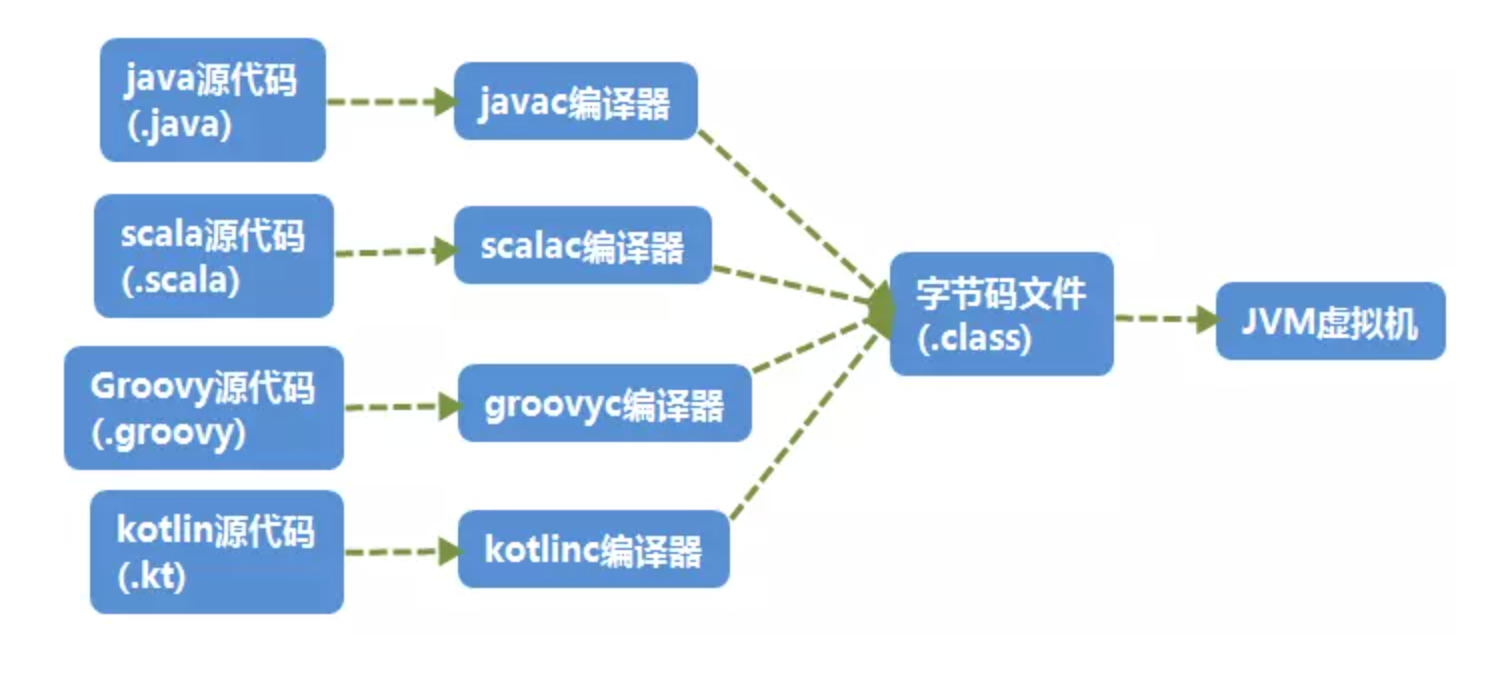 java源代码
(.java)
javac编译器
scala源代码
(.scala)
scalac编译器
Groovy源代码
(.groovy)
groovyc编译器
kotlin源代码
(.kt)
kotlinc编译器
字节码文件
(.class)
JVM虚拟机